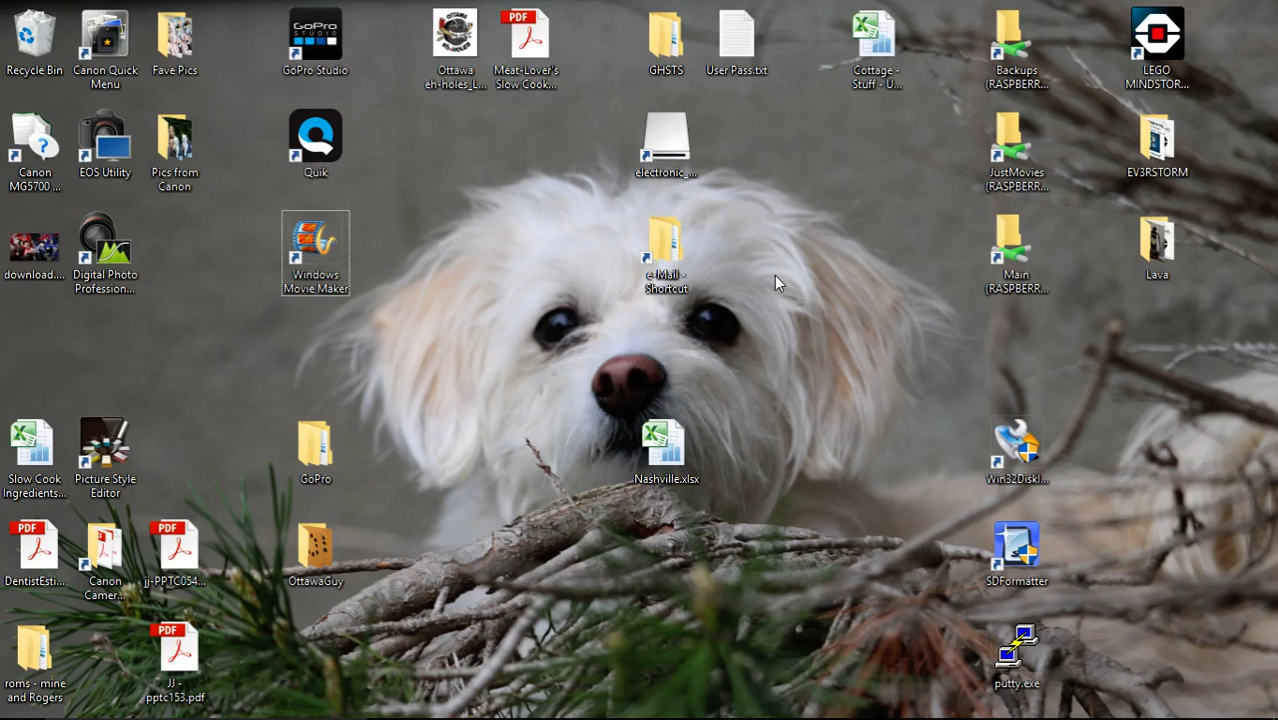 Recycle Bin
Canon Quick
Menu
Fave Pics
GoPro
STUDIO
GoPro Studio
Ottawa
eh-holes_L...
PDF
Meat-Lover's
Slow Cook...
GHSTS
User Pass.txt
Cottage -
Stuff - U...
Backups
(RASPBERR...
LEGO
MINDSTOR...
Canon
MG5700 ...
EOS Utility
Pics from
Canon
Quik
electronic_...
JustMovies
(RASPBERR...
EV3RSTORM
download....
Digital Photo
Profession...
Windows
Movie Maker
e-Mail -
Shortcut
Main
(RASPBERR...
Lava
Slow Cook
Ingredients...
Picture Style
Editor
GoPro
Nashville.xlsx
Win32DiskI...
PDF
DentistEsti...
Canon
Camer...
PDF
jj-PPTC054...
OttawaGuy
SDFormatter
roms - mine
and Rogers
PDF
JJ -
pptc153.pdf
putty.exe